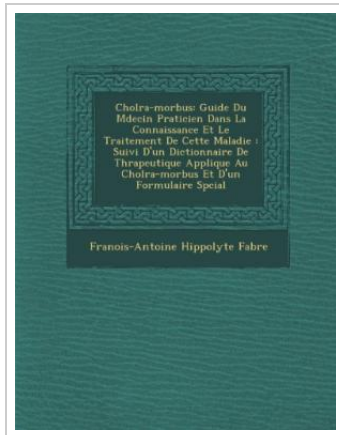 Cholra-morbus: Guide Du
Mdecin Praticien Dans La
Connaissance Et Le
Traitement De Cette Maladie :
Suivi D'un Dictionnaire De
Thrapeutique Applique Au
Cholra-morbus Et D'un
Formulaire Spcial
Franois-Antoine Hippolyte Fabre